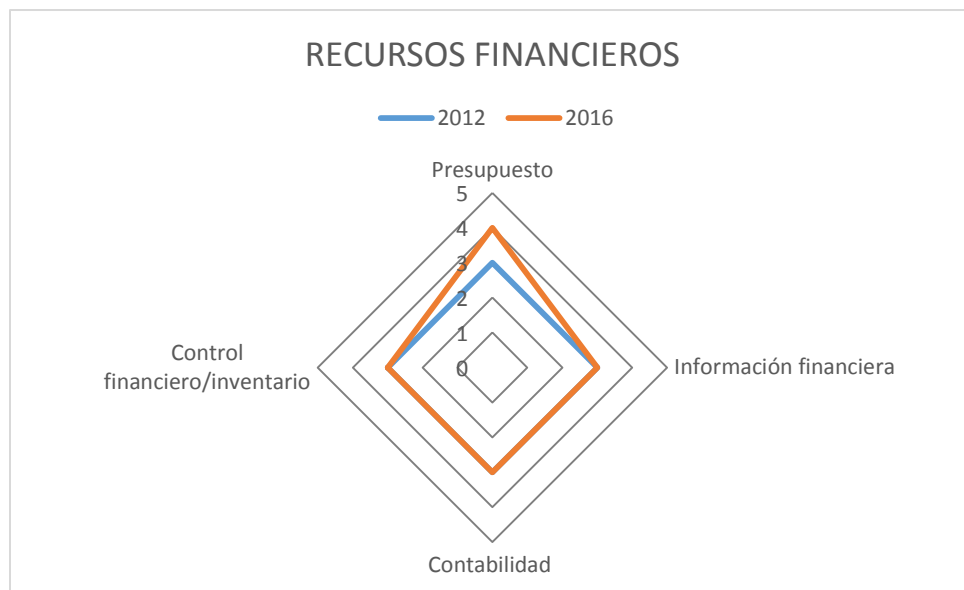 RECURSOS FINANCIEROS
2012 2016
Presupuesto
5
4
3
2
1
0
Control
financiero/inventario
Información financiera
Contabilidad